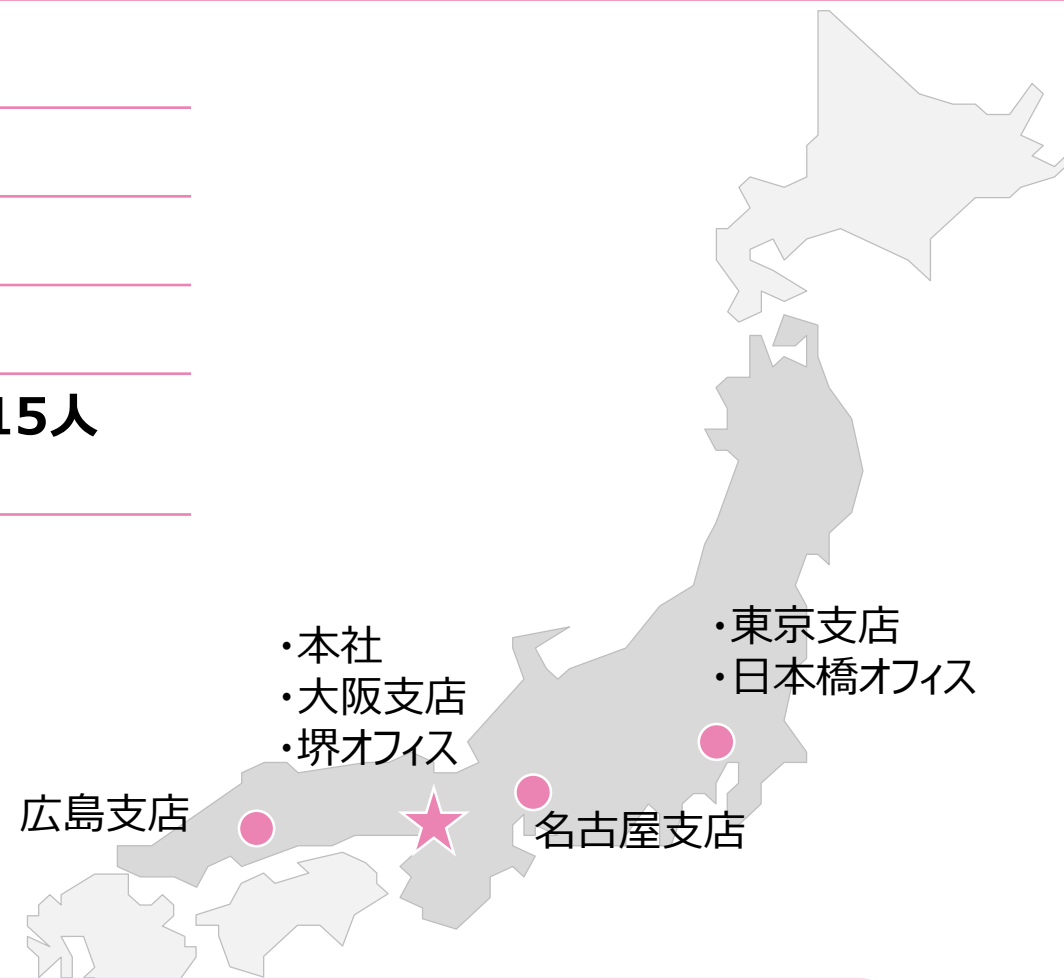 15人
・本社
・大阪支店
・堺オフィス
・東京支店
・日本橋オフィス
広島支店
名古屋支店